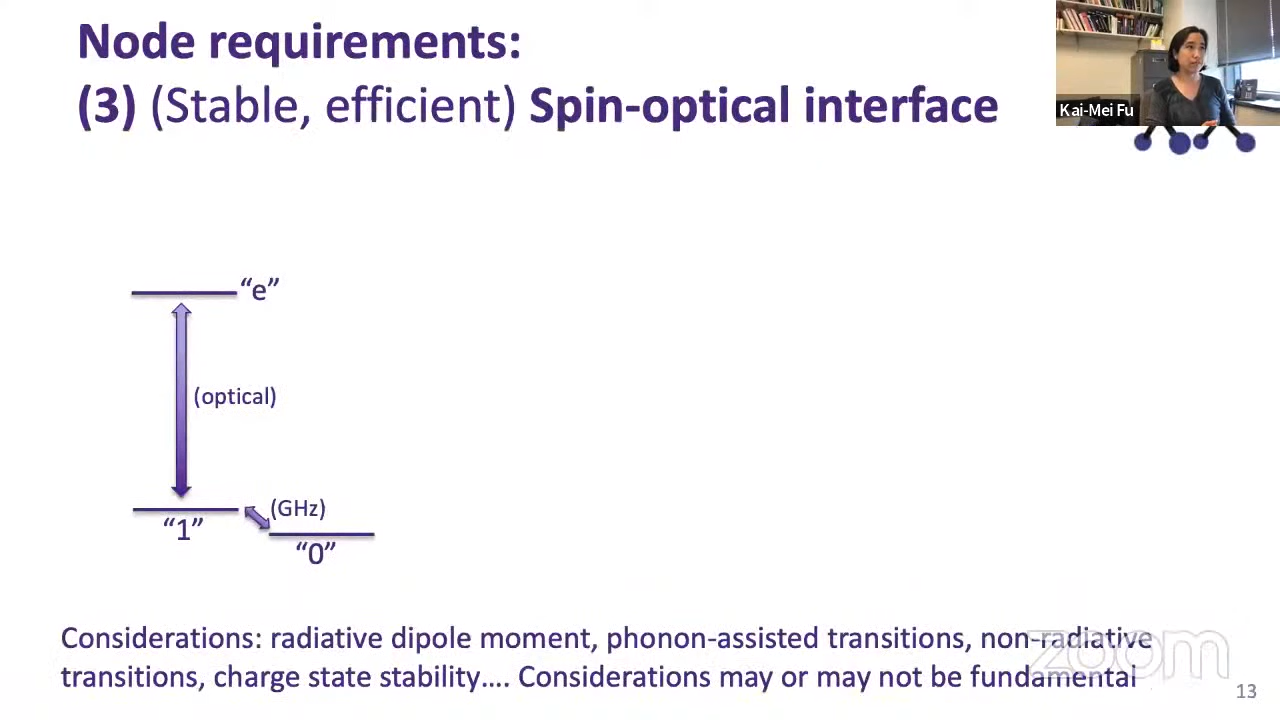 Node requirements:
(3) (Stable, efficient) Spin-optical interface
Kai-Mei Fu
“e”
(optical)
(GHz)
“1”
“0”
Considerations: radiative dipole moment, phonon-assisted transitions, non-radiative
transitions, charge state stability.... Considerations may or may not be fundamental
zoom
13